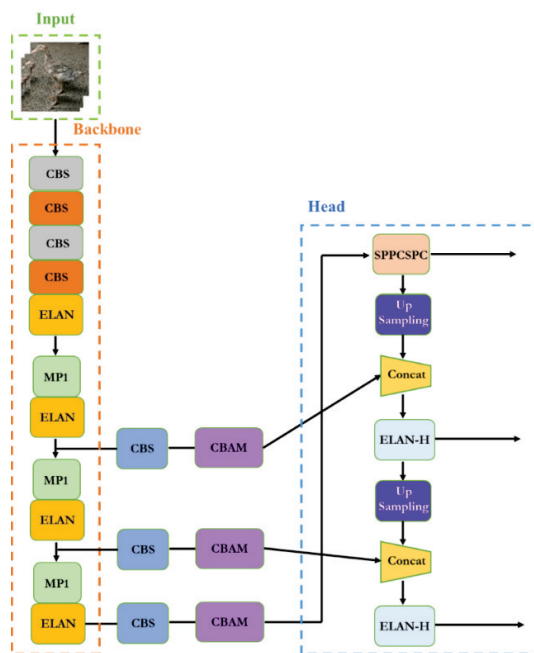 Input
Backbone
CBS
CBS
CBS
CBS
ELAN
MP1
ELAN
MP1
ELAN
MP1
ELAN
CBS
CBAM
CBS
CBAM
CBS
CBAM
Head
SPPCSPC
Up
Sampling
Concat
ELAN-H
Up
Sampling
Concat
ELAN-H